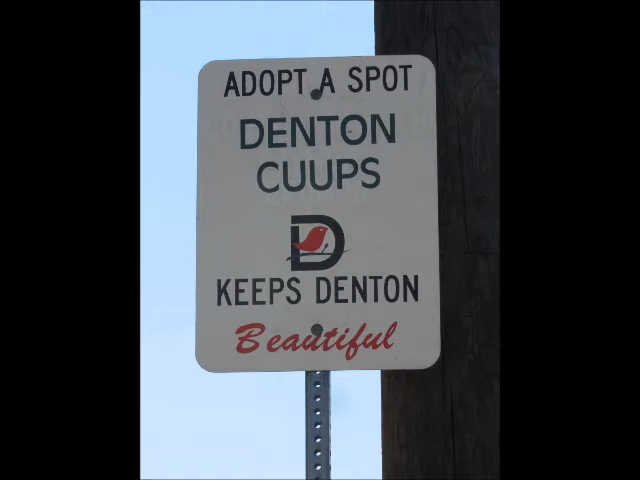 ADOPT A SPOT
DENTON
CUUPS
D
KEEPS DENTON
Beautiful